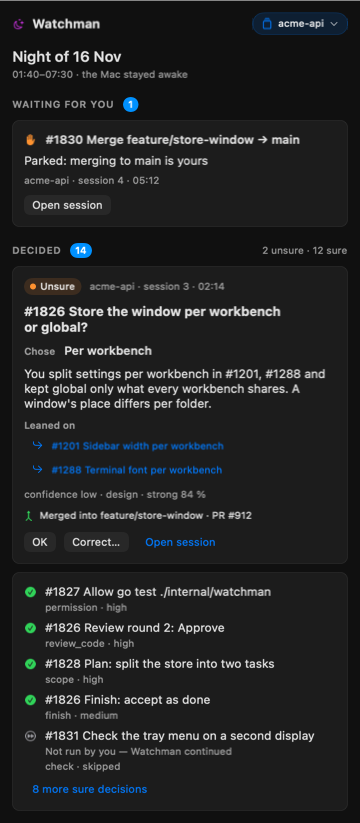 Watchman
acme-api
Night of 16 Nov
01:40–07:30 · the Mac stayed awake
WAITING FOR YOU 1
#1830 Merge feature/store-window → main
Parked: merging to main is yours
acme-api · session 4 · 05:12
Open session
DECIDED 14 2 unsure · 12 sure
Unsure acme-api · session 3 · 02:14
#1826 Store the window per workbench
or global?
Chose Per workbench
You split settings per workbench in #1201, #1288 and
kept global only what every workbench shares. A
window's place differs per folder.
Leaned on
#1201 Sidebar width per workbench
#1288 Terminal font per workbench
confidence low · design · strong 84 %
Merged into feature/store-window · PR #912
OK Correct... Open session
#1827 Allow go test ./internal/watchman
permission · high
#1826 Review round 2: Approve
review_code · high
#1828 Plan: split the store into two tasks
scope · high
#1826 Finish: accept as done
finish · medium
#1831 Check the tray menu on a second display
Not run by you — Watchman continued
check · skipped
8 more sure decisions